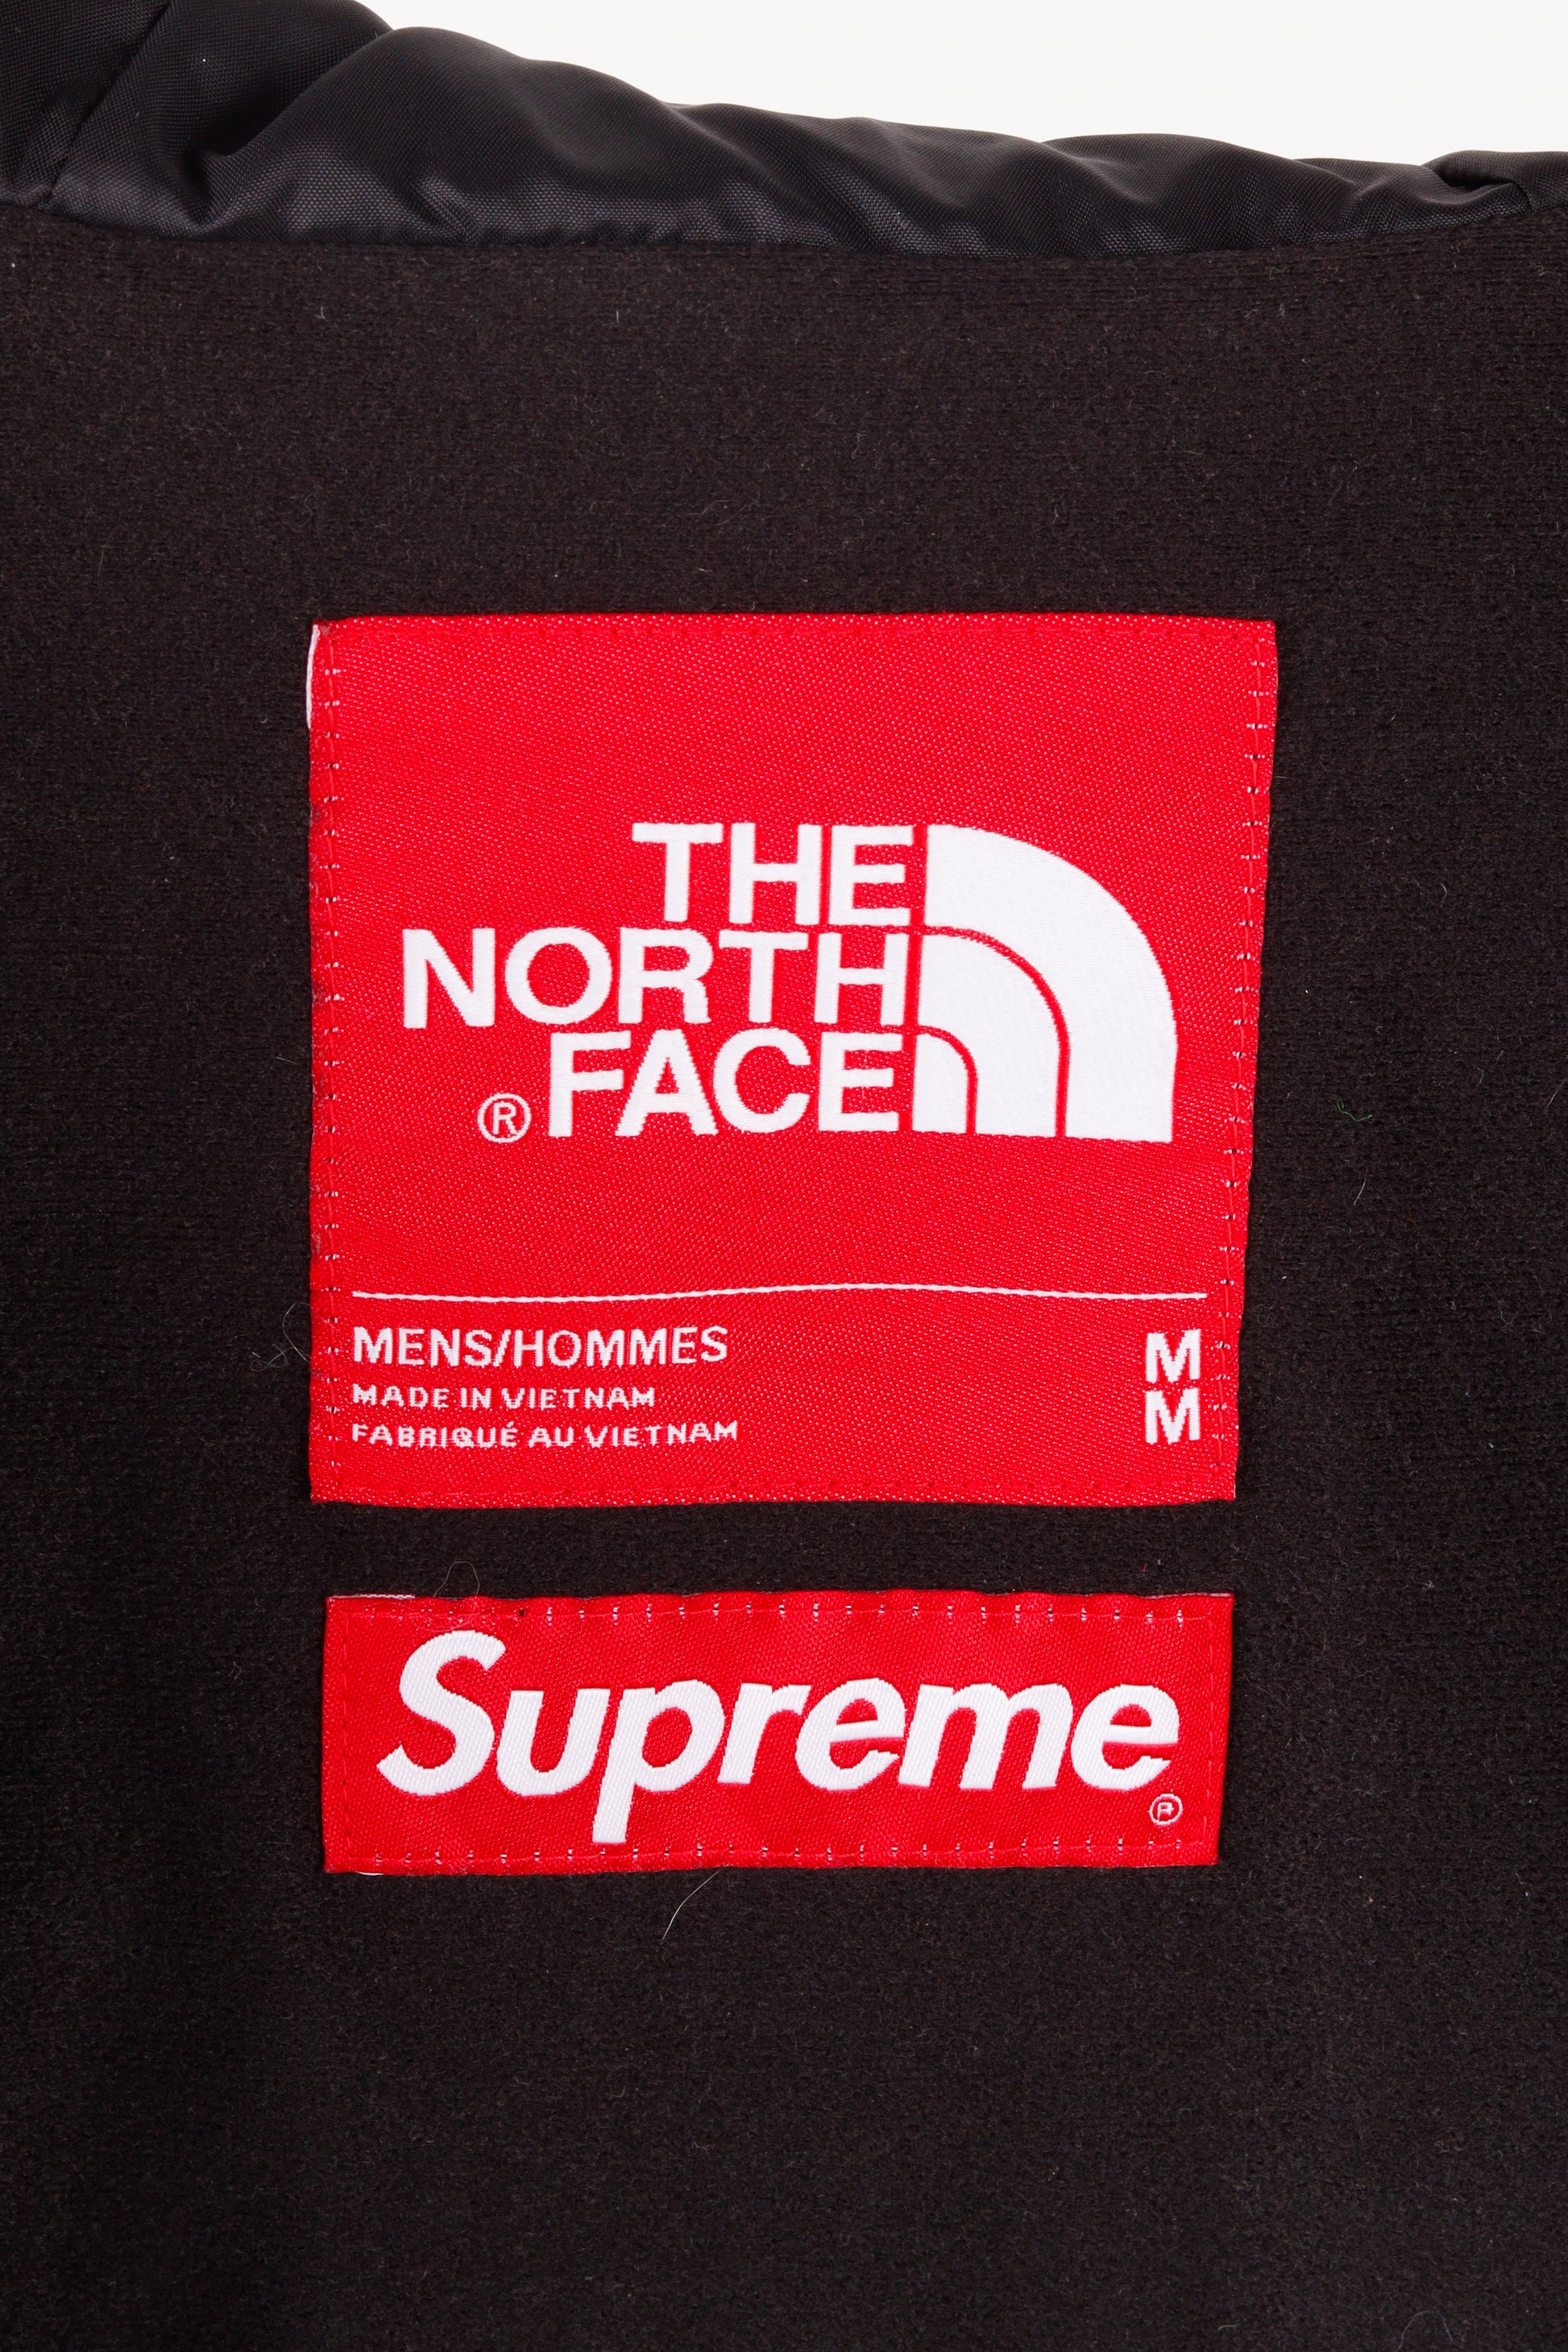 THE
NORTH
® FACE
MENS/HOMMES M
MADE IN VIETNAM
FABRIQUÉ AU VIETNAM M
Supreme
®